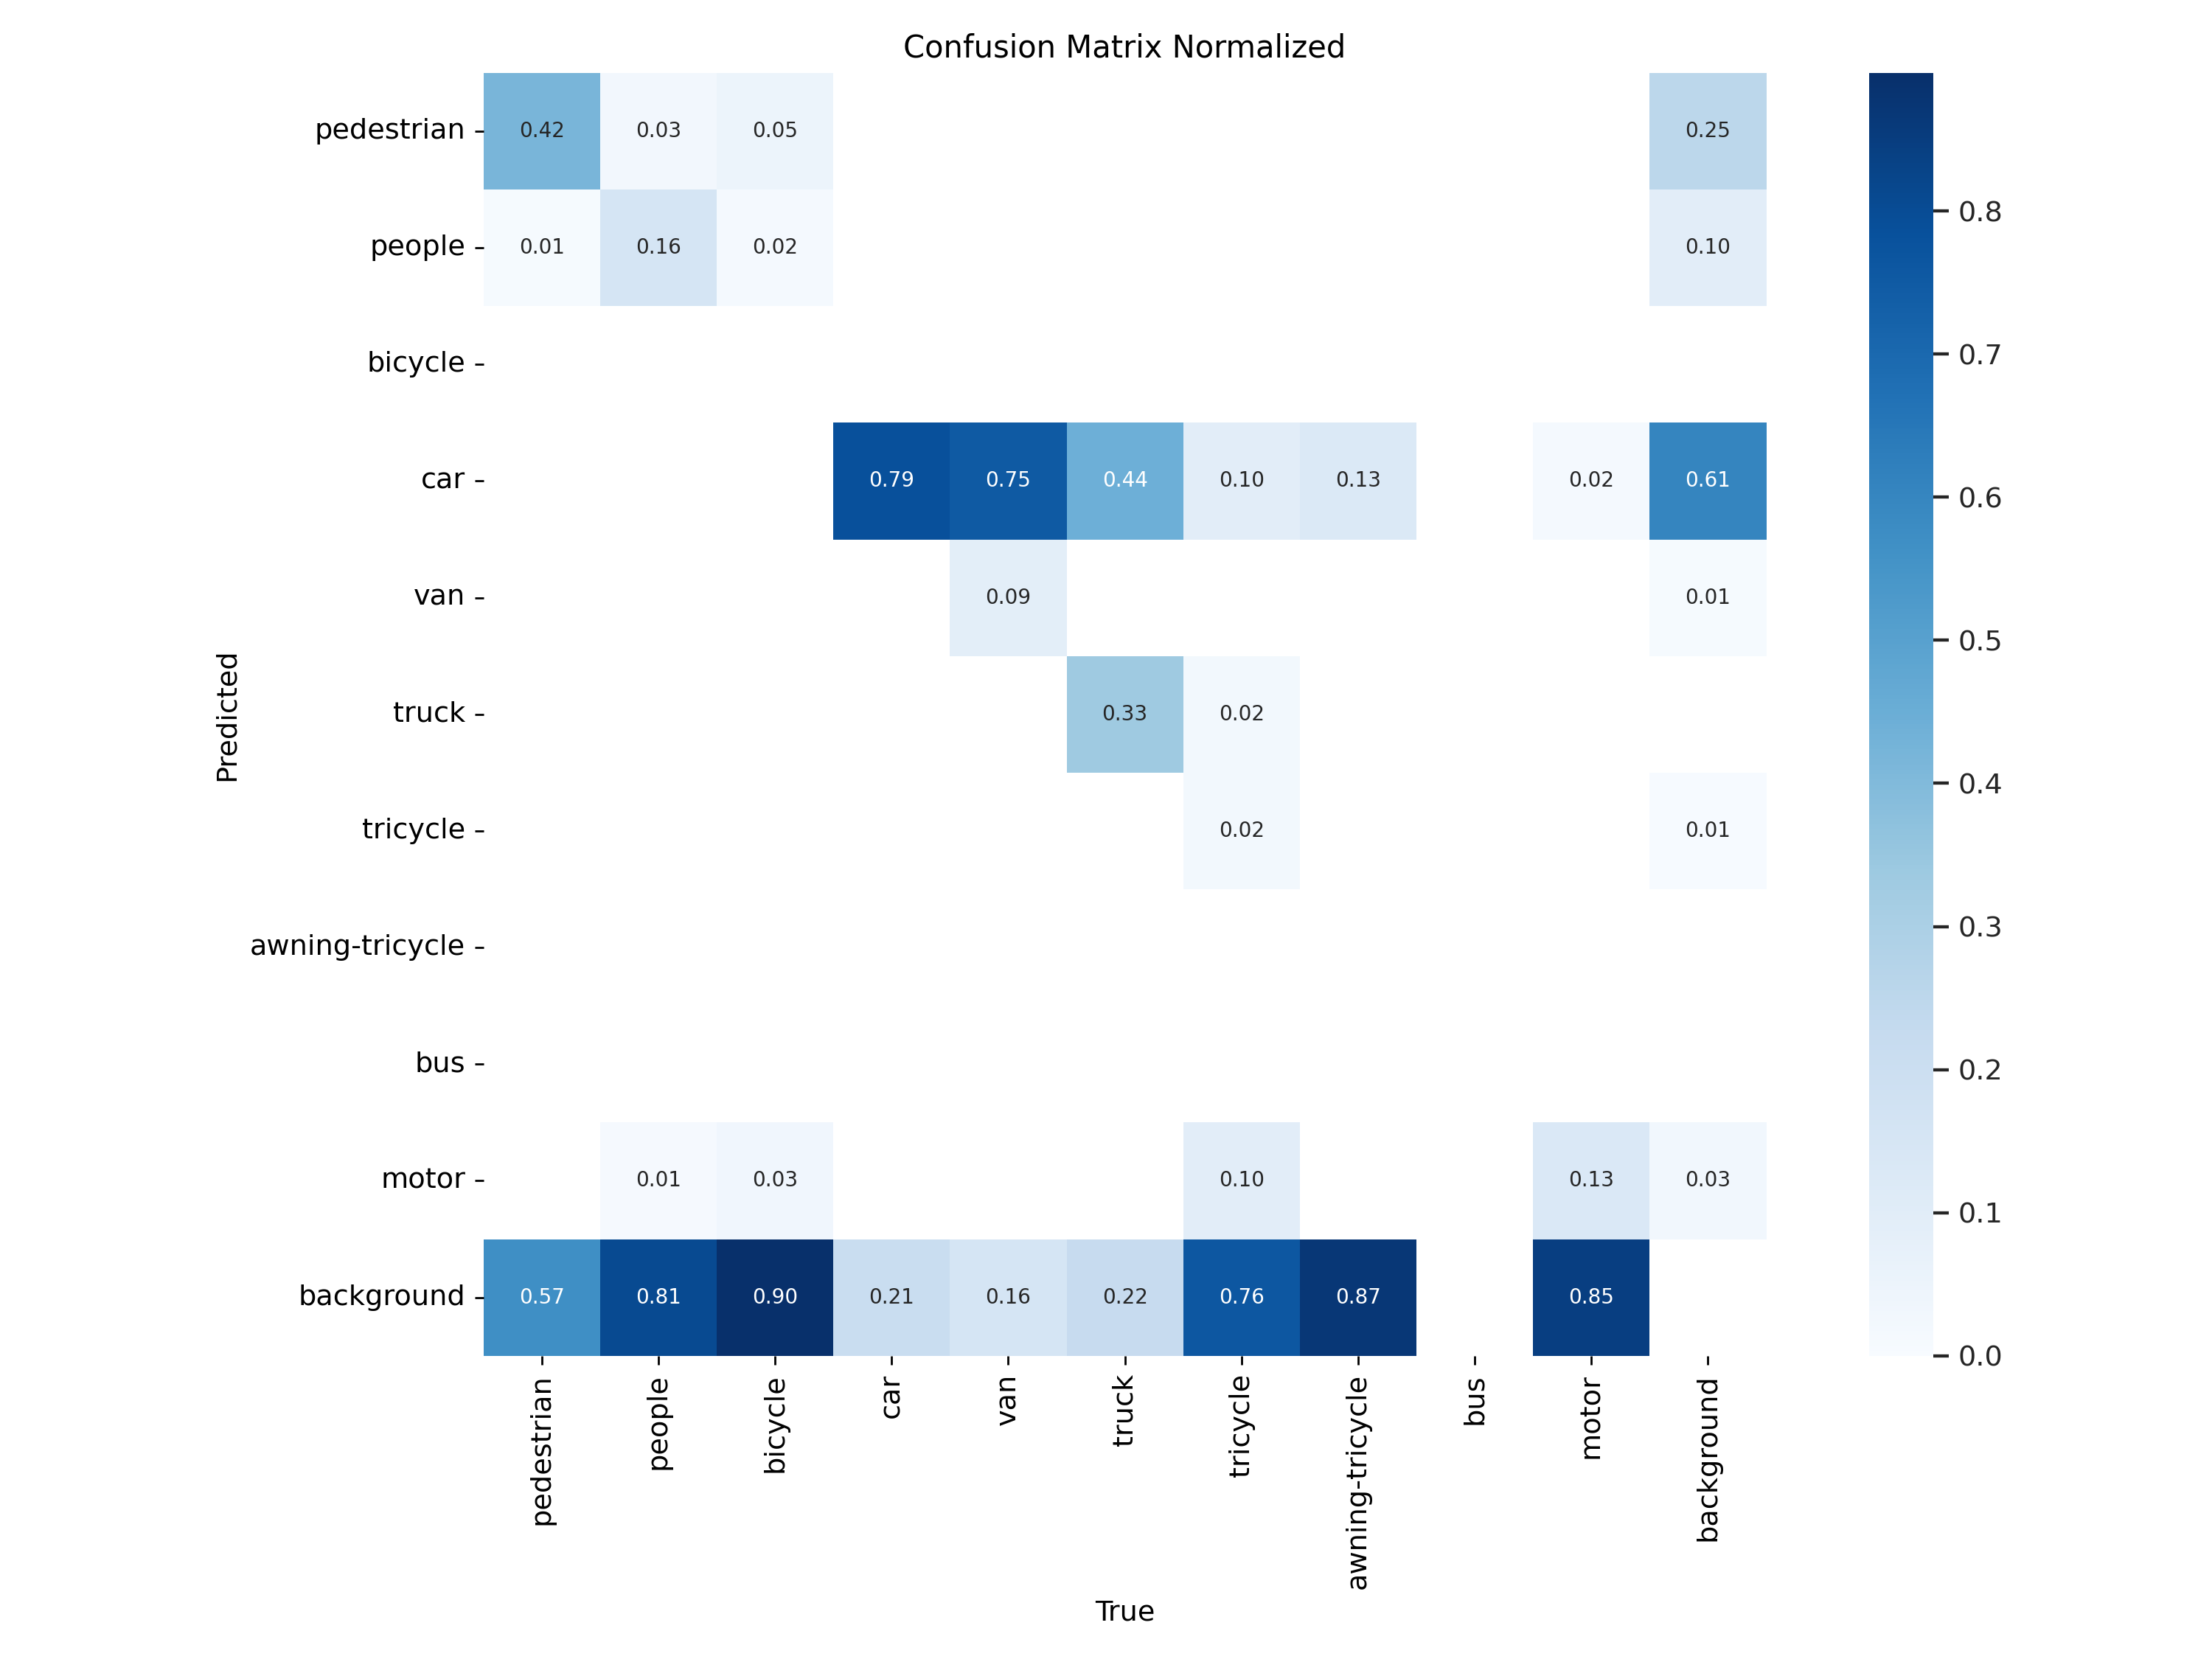 Confusion Matrix Normalized
pedestrian 0.42 0.03 0.05 0.25
people 0.01 0.16 0.02 0.10
bicycle
car 0.79 0.75 0.44 0.10 0.13 0.02 0.61
van 0.09 0.01
truck 0.33 0.02
tricycle 0.02 0.01
awning-tricycle
bus
motor 0.01 0.03 0.10 0.13 0.03
background 0.57 0.81 0.90 0.21 0.16 0.22 0.76 0.87 0.85
Predicted
pedestrian
people
bicycle
car
van
truck
tricycle
awning-tricycle
bus
motor
background
True
0.8
0.7
0.6
0.5
0.4
0.3
0.2
0.1
0.0